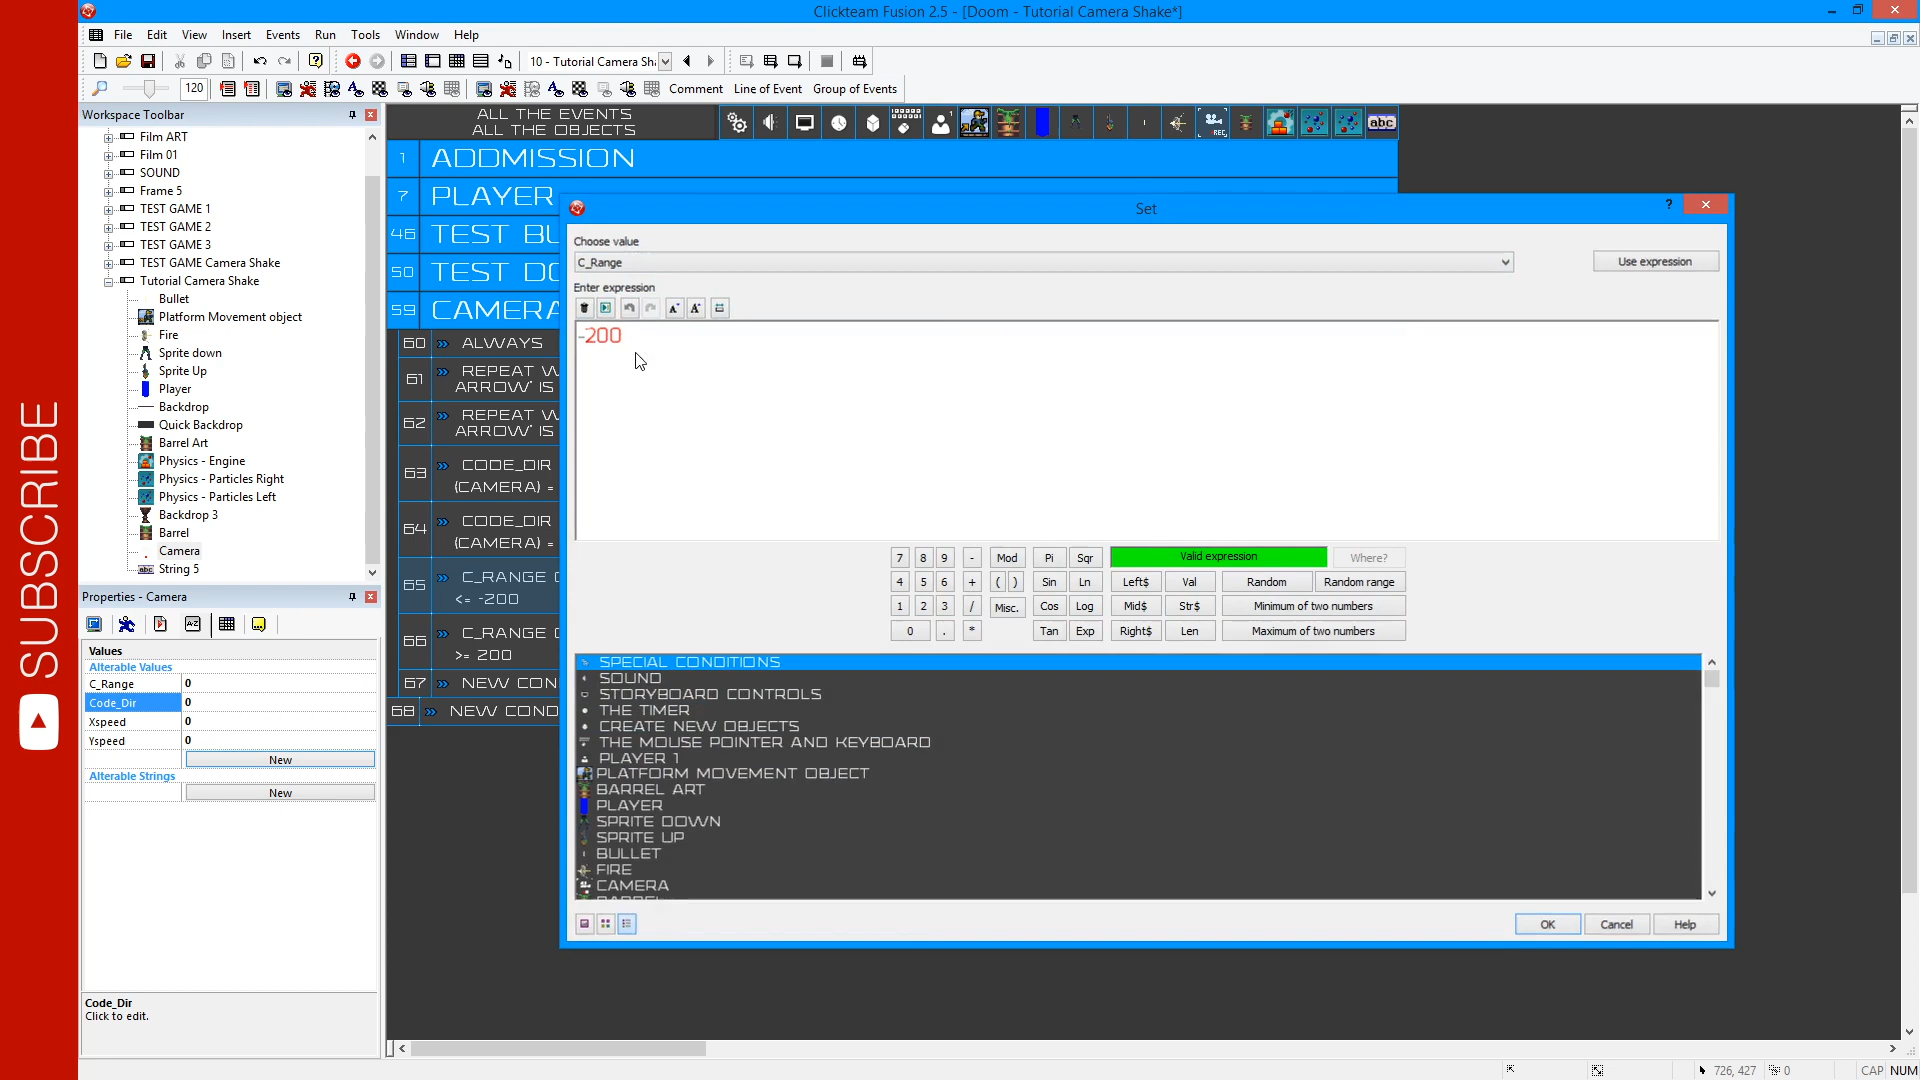 SUBSCRIBE
Clickteam Fusion 2.5 - [Doom - Tutorial Camera Shake*]
File Edit View Insert Events Run Tools Window Help
10 - Tutorial Camera Sh
120
Comment Line of Event Group of Events
Workspace Toolbar
Film ART
Film 01
SOUND
Frame 5
TEST GAME 1
TEST GAME 2
TEST GAME 3
TEST GAME Camera Shake
Tutorial Camera Shake
Bullet
Platform Movement object
Fire
Sprite down
Sprite Up
Player
Backdrop
Quick Backdrop
Barrel Art
Physics - Engine
Physics - Particles Right
Physics - Particles Left
Backdrop 3
Barrel
Camera
abc String 5
Properties - Camera
A-Z
Values
Alterable Values
C_Range 0
Code_Dir 0
Xspeed 0
Yspeed 0
New
Alterable Strings
New
Code_Dir
Click to edit.
ALL THE EVENTS
ALL THE OBJECTS
REC
abc
1 ADDMISSION
7 PLAYER
46 TEST BU
50 TEST DO
59 CAMERA
60 ALWAYS
61 REPEAT W
ARROW" IS
62 REPEAT W
ARROW" IS
63 CODE_DIR
(CAMERA) =
64 CODE_DIR
(CAMERA) =
65 C_RANGE
<= -200
66 C_RANGE
>= 200
67 NEW CON
68 NEW COND
Set
?
Choose value
C_Range
Use expression
Enter expression
-200
7 8 9 - Mod Pi Sqr Valid expression Where?
4 5 6 + ( ) Sin Ln Left$ Val Random Random range
1 2 3 / Misc. Cos Log Mid$ Str$ Minimum of two numbers
0 . * Tan Exp Right$ Len Maximum of two numbers
SPECIAL CONDITIONS
SOUND
STORYBOARD CONTROLS
THE TIMER
CREATE NEW OBJECTS
THE MOUSE POINTER AND KEYBOARD
PLAYER 1
PLATFORM MOVEMENT OBJECT
BARREL ART
PLAYER
SPRITE DOWN
SPRITE UP
BULLET
FIRE
CAMERA
OK Cancel Help
726, 427 0 CAP NUM